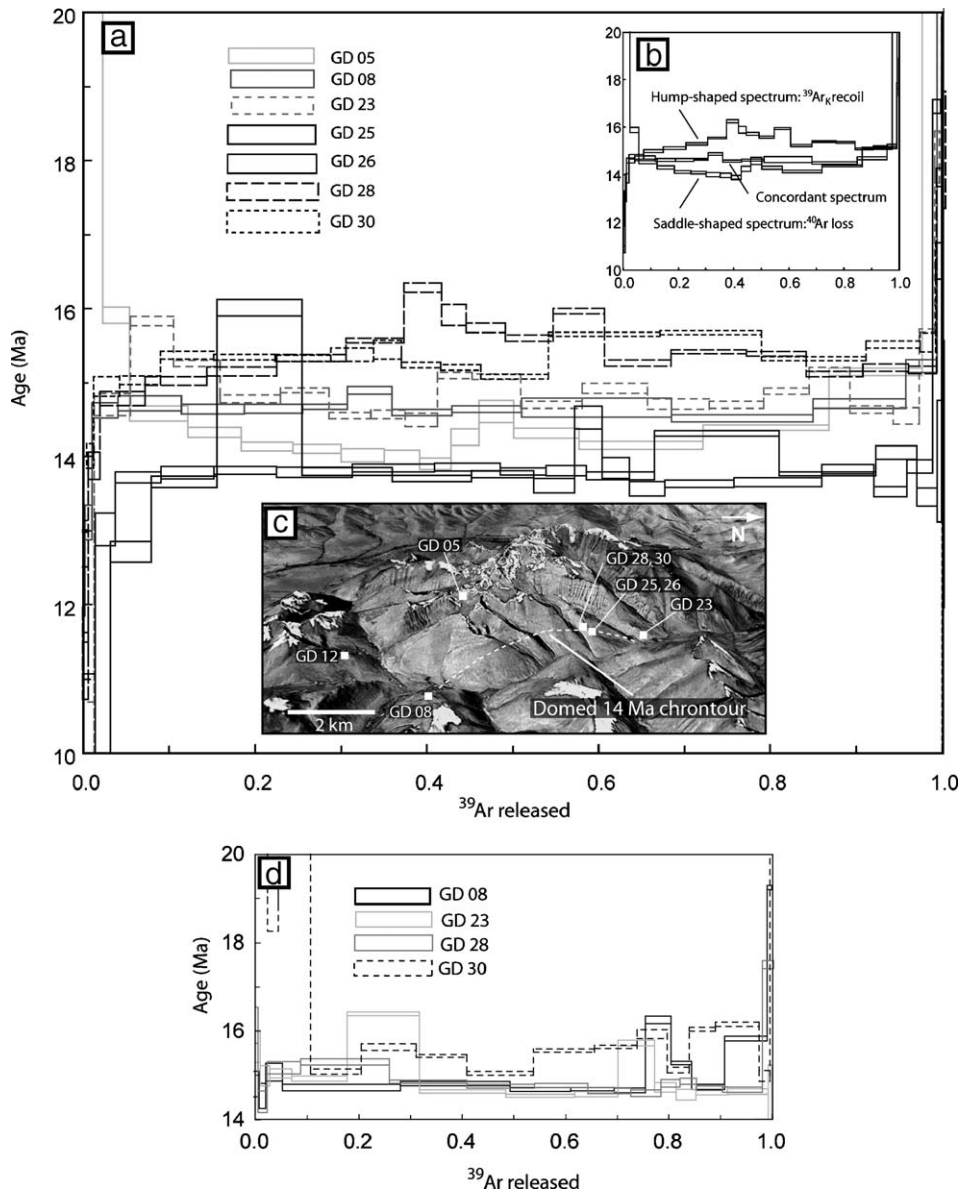 20
18
16
14
12
10
Age (Ma)
a
GD 05
GD 08
GD 23
GD 25
GD 26
GD 28
GD 30
b
20
18
16
14
12
10
Hump-shaped spectrum: ³⁹Ar_K recoil
Concordant spectrum
Saddle-shaped spectrum:⁴⁰Ar loss
0.0 0.2 0.4 0.6 0.8 1.0
c
N
GD 05
GD 28,30
GD 25,26
GD 23
GD 12
GD 08
Domed 14 Ma chrontour
2 km
0.0 0.2 0.4 0.6 0.8 1.0
³⁹Ar released
d
20
18
16
14
Age (Ma)
GD 08
GD 23
GD 28
GD 30
0.0 0.2 0.4 0.6 0.8 1.0
³⁹Ar released